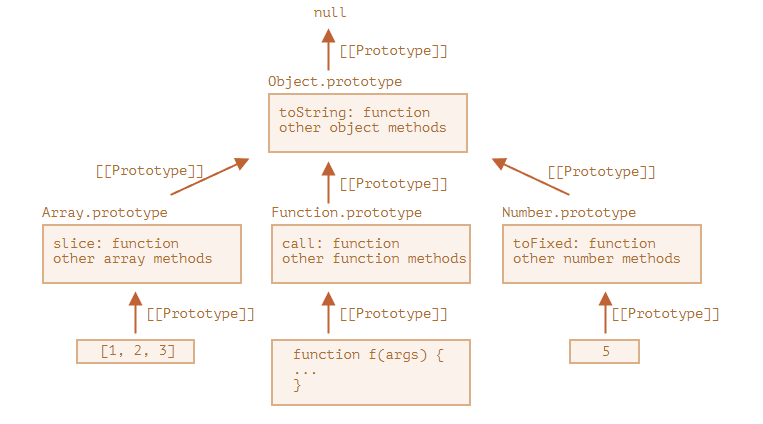 null
[[Prototype]]
Object.prototype
toString: function
other object methods
[[Prototype]]
[[Prototype]]
[[Prototype]]
Array.prototype
Function.prototype
Number.prototype
slice: function
other array methods
call: function
other function methods
toFixed: function
other number methods
[[Prototype]]
[[Prototype]]
[[Prototype]]
[1, 2, 3]
function f(args) {
...
}
5